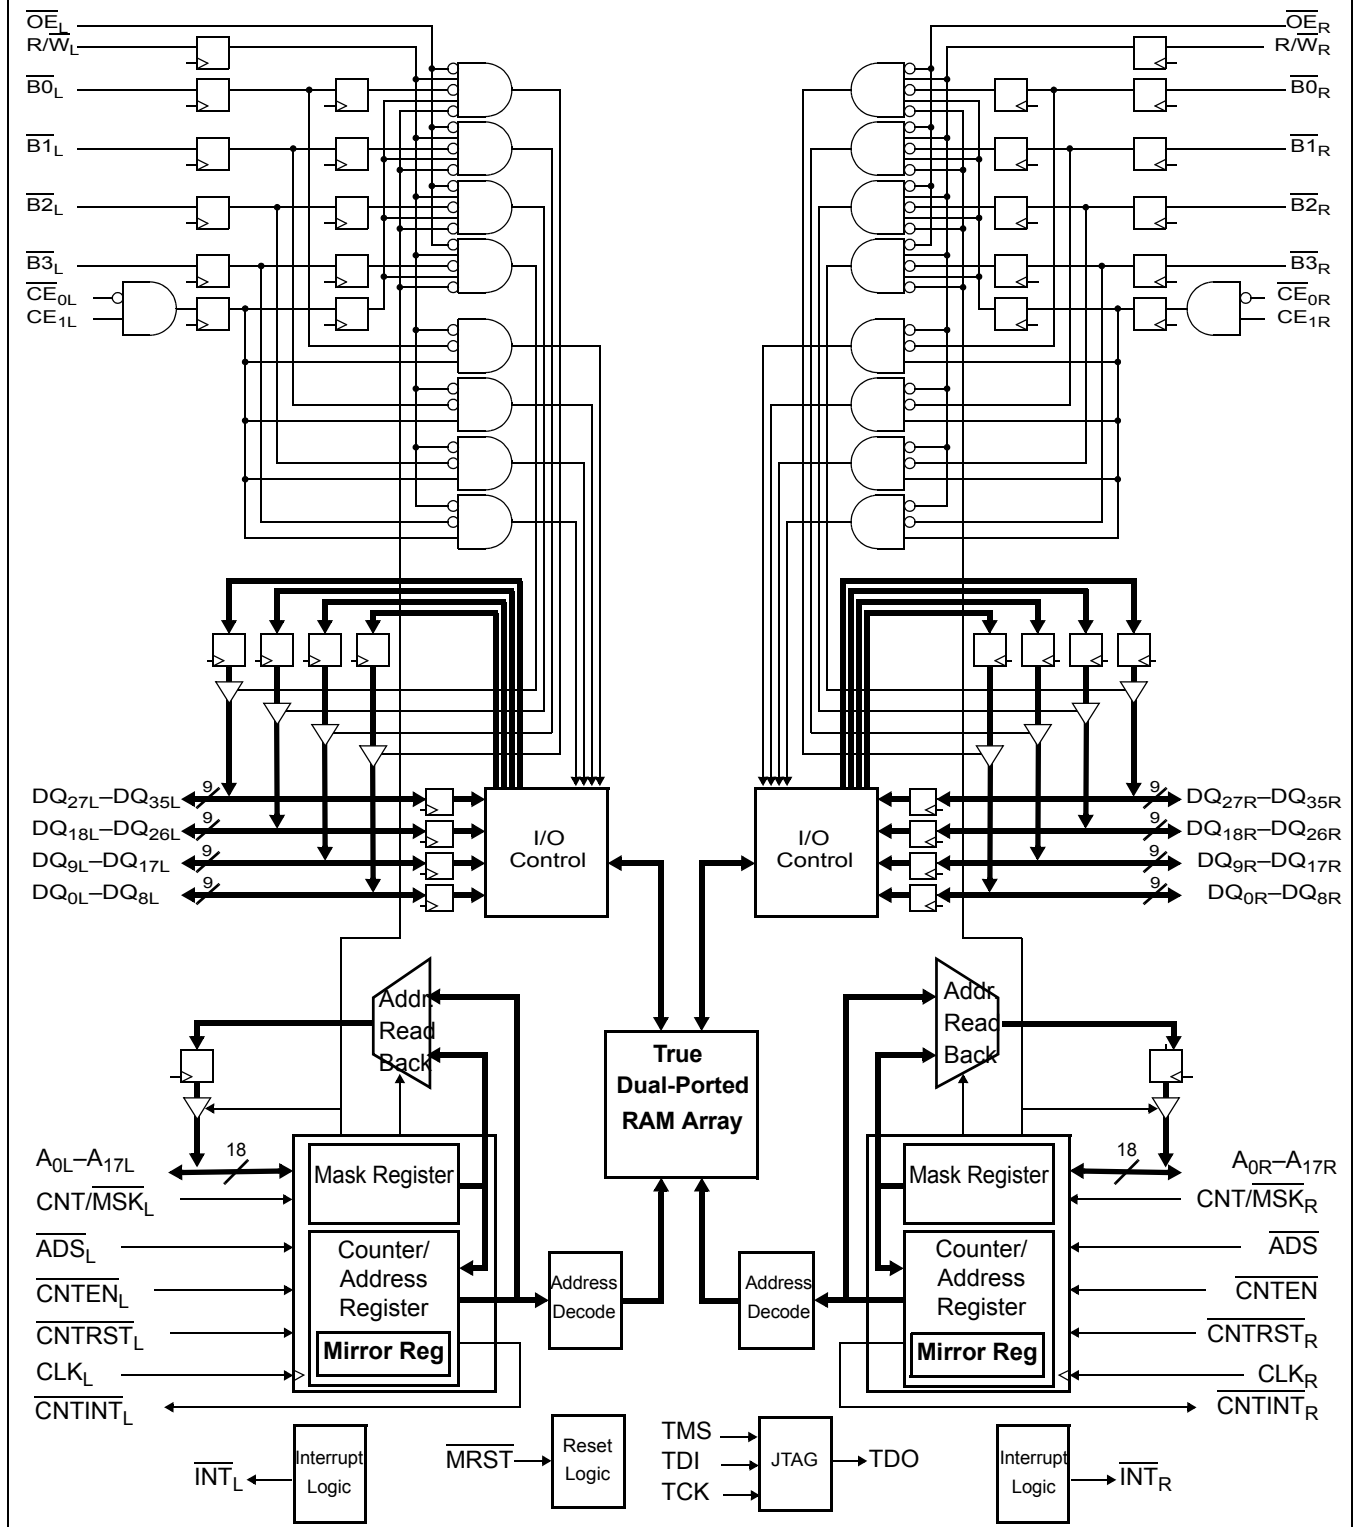 OE_L
OE_R
R/W_L
R/W_R
B0_L
B0_R
B1_L
B1_R
B2_L
B2_R
B3_L
B3_R
CE_0L
CE_0R
CE_1L
CE_1R
DQ_27L–DQ_35L
9
9
DQ_27R–DQ_35R
DQ_18L–DQ_26L
9
9
DQ_18R–DQ_26R
DQ_9L–DQ_17L
9
9
DQ_9R–DQ_17R
DQ_0L–DQ_8L
9
9
DQ_0R–DQ_8R
I/O
Control
I/O
Control
Addr.
Read
Back
Addr.
Read
Back
True
Dual-Ported
RAM Array
A_0L–A_17L
18
18
A_0R–A_17R
CNT/MSK_L
CNT/MSK_R
ADS_L
ADS
CNTEN_L
CNTEN
CNTRST_L
CNTRST_R
CLK_L
CLK_R
CNTINT_L
CNTINT_R
Mask Register
Counter/
Address
Register
Mirror Reg
Address
Decode
Address
Decode
Mask Register
Counter/
Address
Register
Mirror Reg
INT_L
Interrupt
Logic
MRST
Reset
Logic
TMS
TDI
TCK
JTAG
TDO
Interrupt
Logic
INT_R